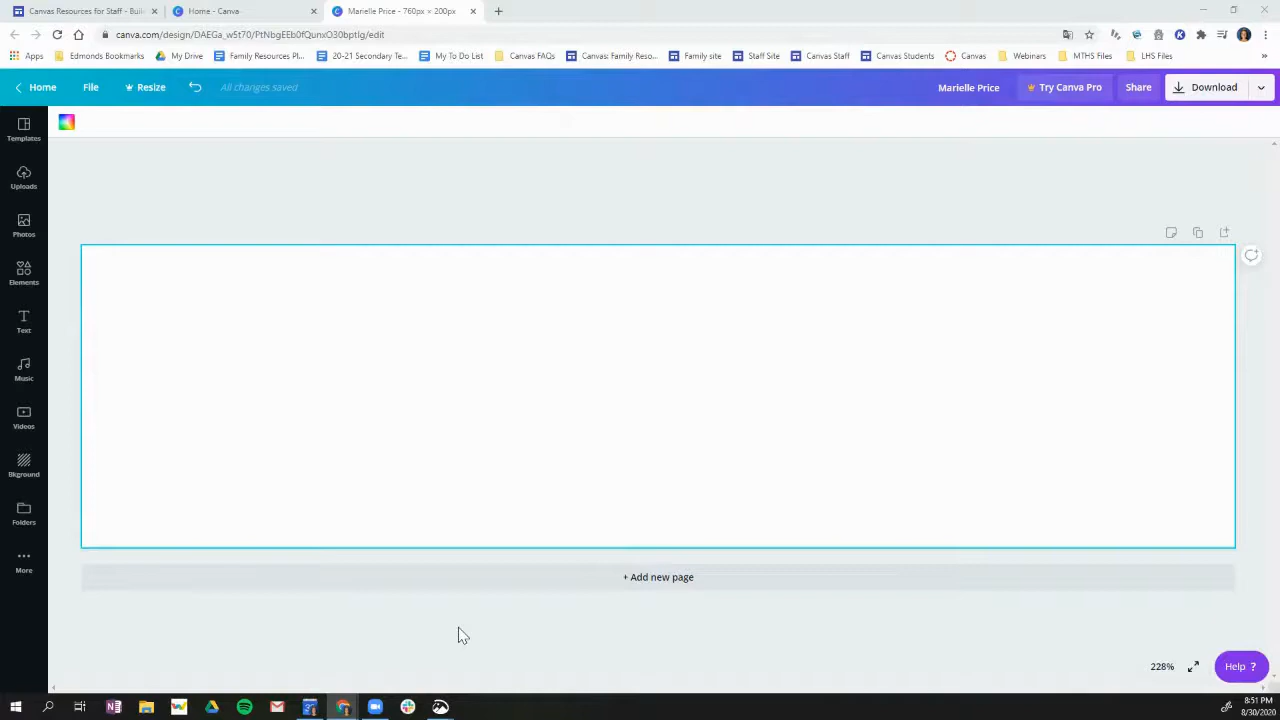 Canvas Resources for Staff - Buil
Home - Canva
Marielle Price - 760px × 200px
canva.com/design/DAEGa_w5t70/PtNbgEEb0fQunxO30bptIg/edit
Apps
Edmonds Bookmarks
My Drive
Family Resources Pl...
20-21 Secondary Te...
My To Do List
Canvas FAQs
Canvas: Family Reso...
Family site
Staff Site
Canvas Staff
Canvas Students
Canvas
Webinars
MTHS Files
LHS Files
Home
File
Resize
All changes saved
Marielle Price
Try Canva Pro
Share
Download
Templates
Uploads
Photos
Elements
Text
Music
Videos
Bkground
Folders
More
+ Add new page
228%
Help ?
8:51 PM
8/30/2020